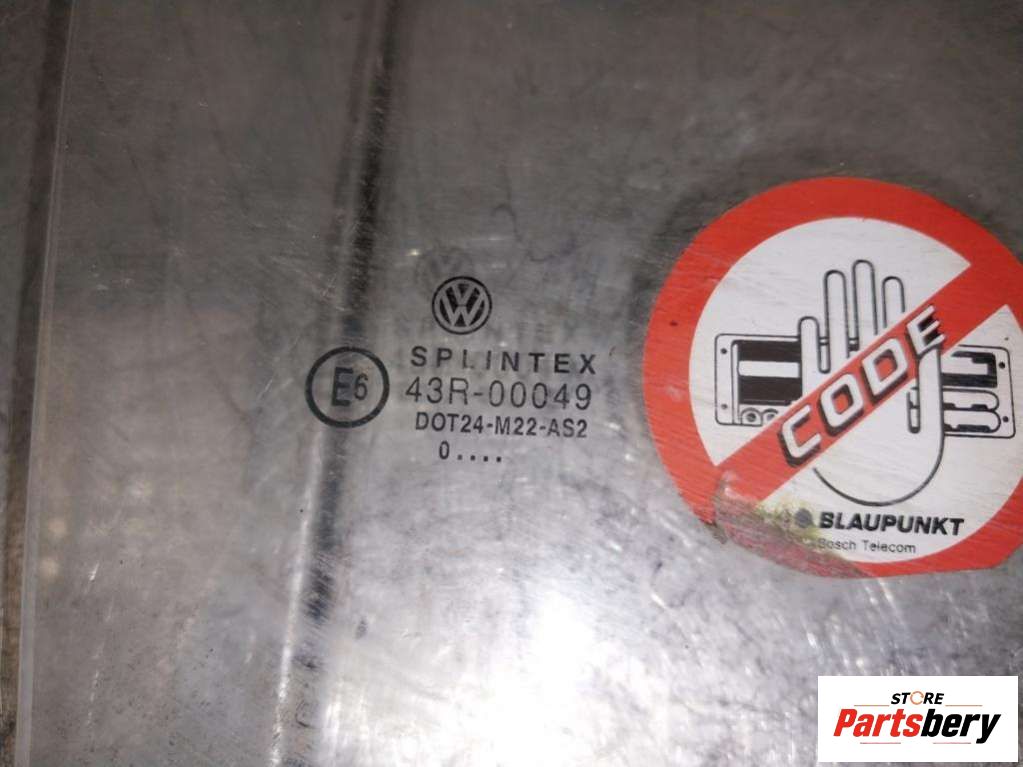 SPLINTEX
E6
43R-00049
DOT24-M22-AS2
0....
CODE
BLAUPUNKT
Bosch Telecom
STORE
Partsbery